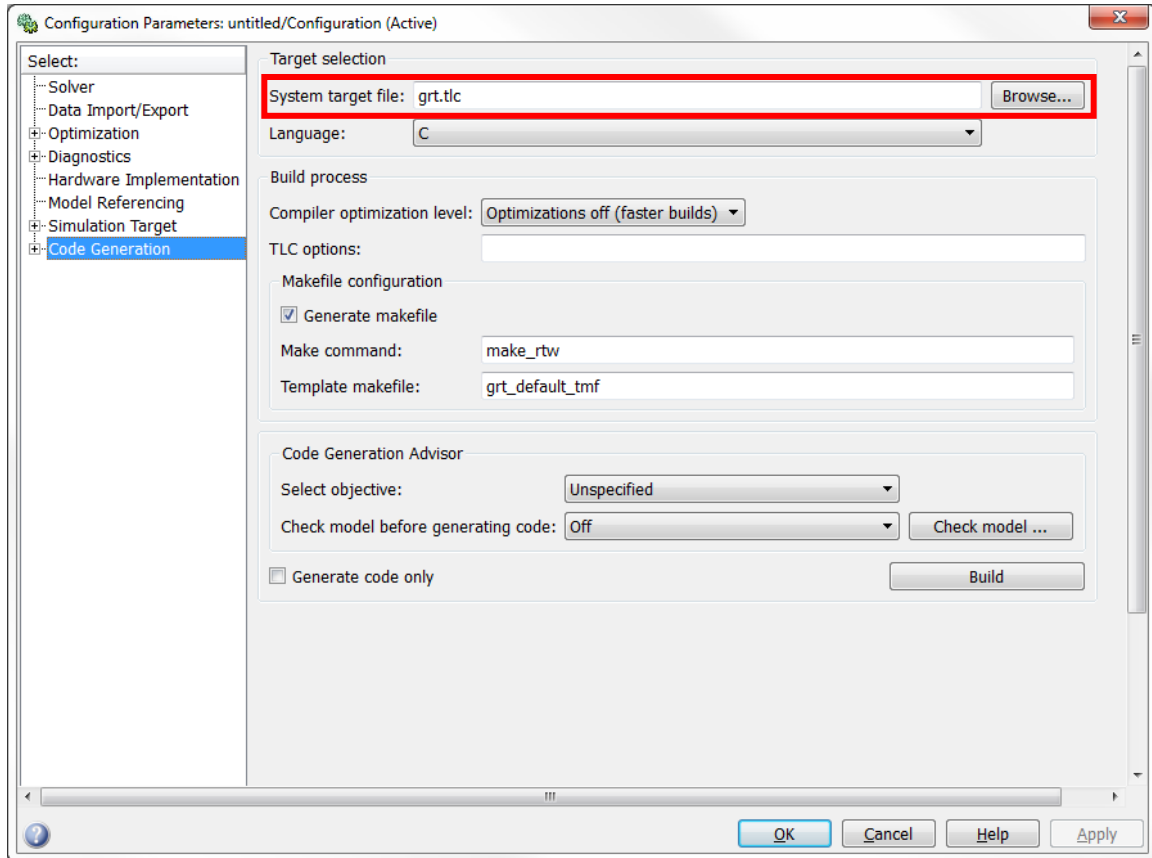 Configuration Parameters: untitled/Configuration (Active)
Select:
Solver
Data Import/Export
Optimization
Diagnostics
Hardware Implementation
Model Referencing
Simulation Target
Code Generation
Target selection
System target file: grt.tlc Browse...
Language: C
Build process
Compiler optimization level: Optimizations off (faster builds)
TLC options:
Makefile configuration
Generate makefile
Make command: make_rtw
Template makefile: grt_default_tmf
Code Generation Advisor
Select objective: Unspecified
Check model before generating code: Off Check model ...
Generate code only Build
OK Cancel Help Apply